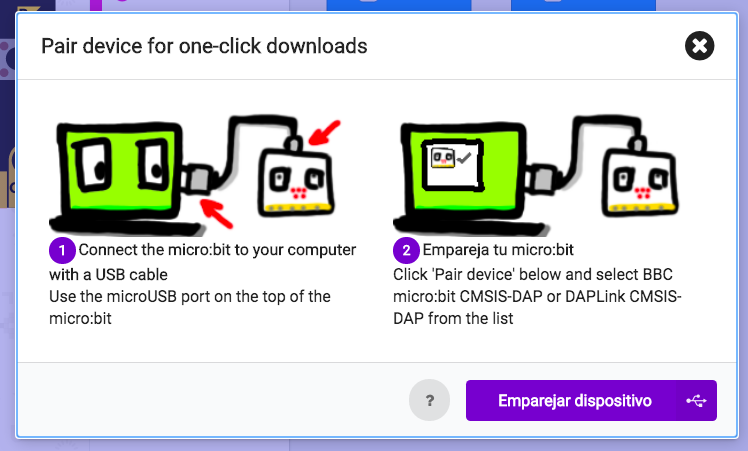 Pair device for one-click downloads
1 Connect the micro:bit to your computer
with a USB cable
Use the microUSB port on the top of the
micro:bit
2 Empareja tu micro:bit
Click 'Pair device' below and select BBC
micro:bit CMSIS-DAP or DAPLink CMSIS-
DAP from the list
?
Emparejar dispositivo